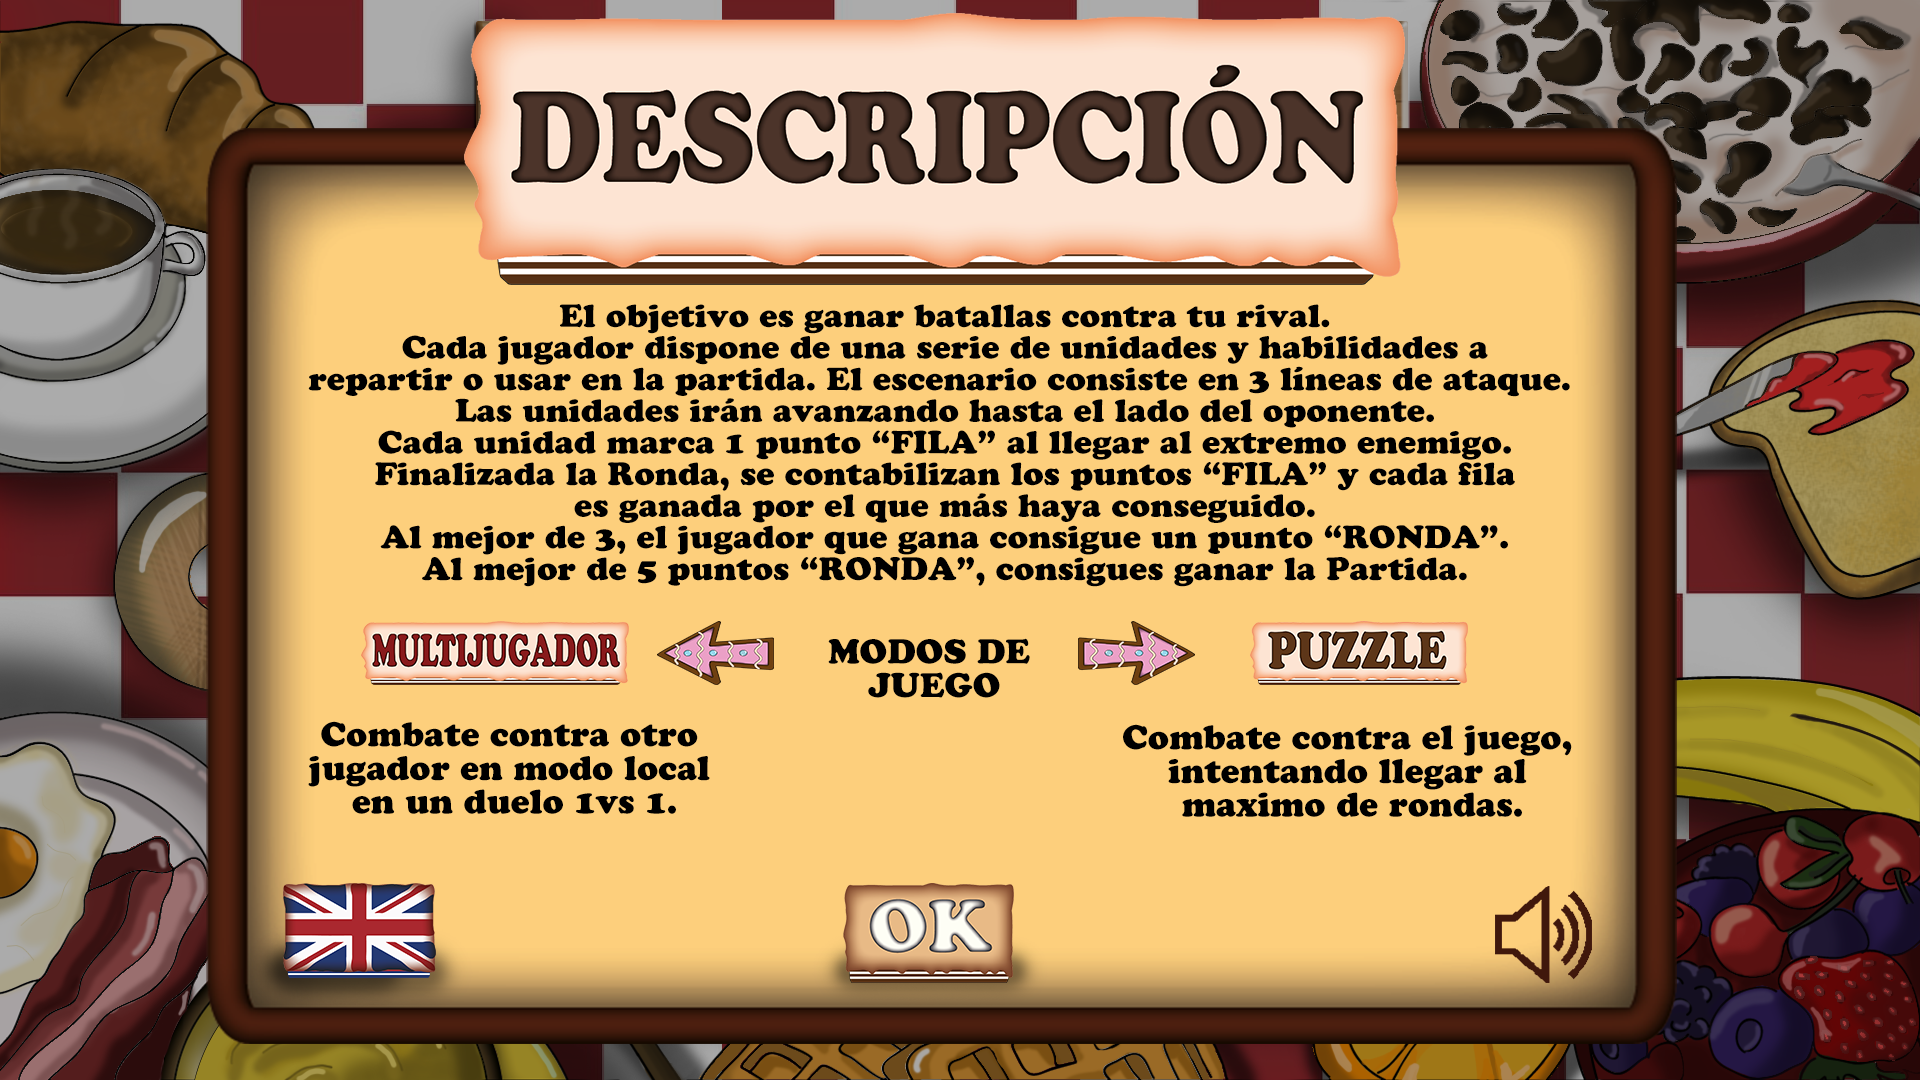 DESCRIPCIÓN
El objetivo es ganar batallas contra tu rival.
Cada jugador dispone de una serie de unidades y habilidades a
repartir o usar en la partida. El escenario consiste en 3 líneas de ataque.
Las unidades irán avanzando hasta el lado del oponente.
Cada unidad marca 1 punto “FILA” al llegar al extremo enemigo.
Finalizada la Ronda, se contabilizan los puntos “FILA” y cada fila
es ganada por el que más haya conseguido.
Al mejor de 3, el jugador que gana consigue un punto “RONDA”.
Al mejor de 5 puntos “RONDA”, consigues ganar la Partida.
MULTIJUGADOR
MODOS DE
JUEGO
PUZZLE
Combate contra otro
jugador en modo local
en un duelo 1vs 1.
Combate contra el juego,
intentando llegar al
maximo de rondas.
OK